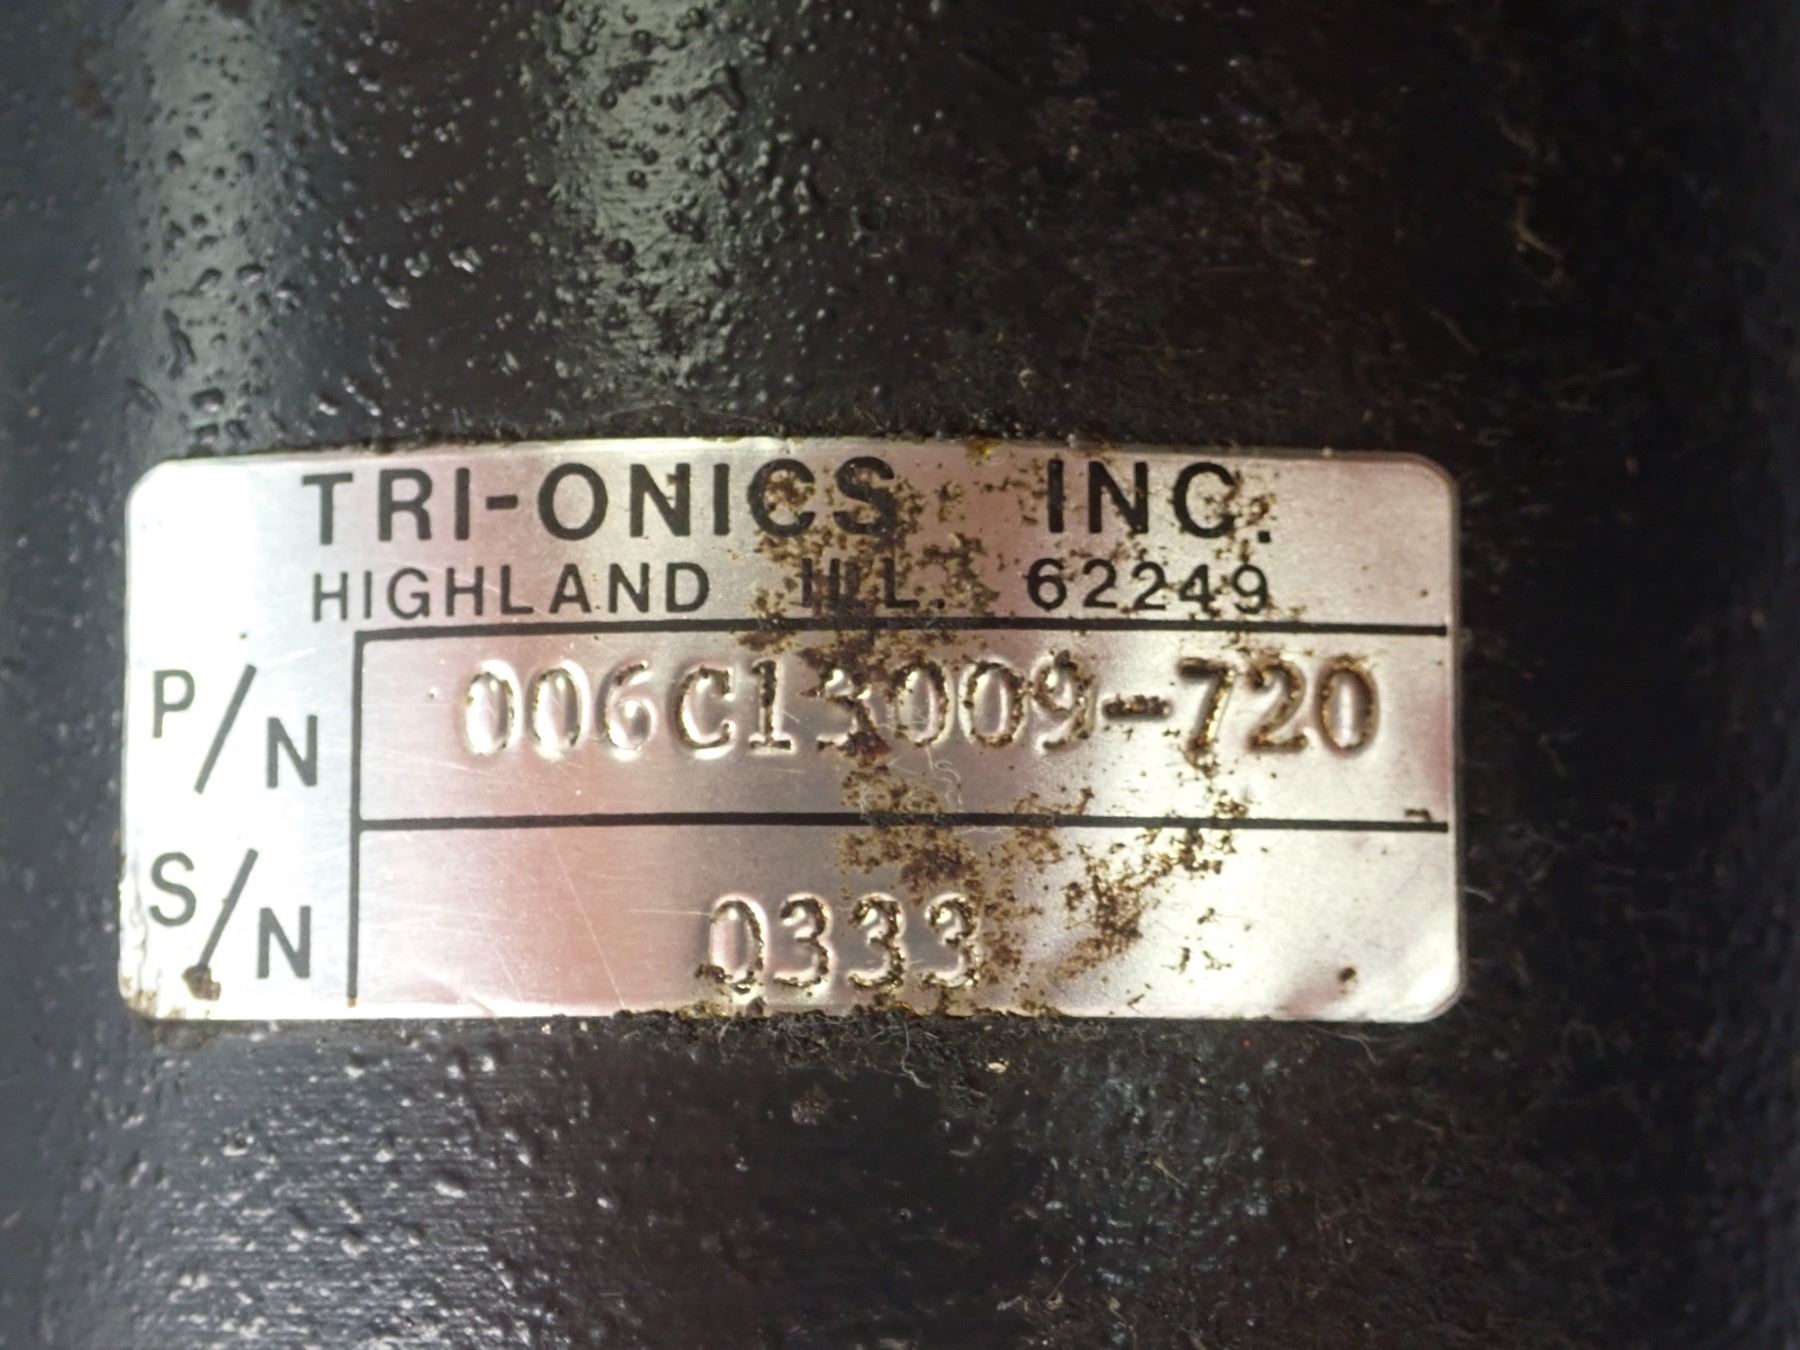 TRI-ONICS INC.
HIGHLAND ILL. 62249
P/N 006C13009-720
S/N 0333